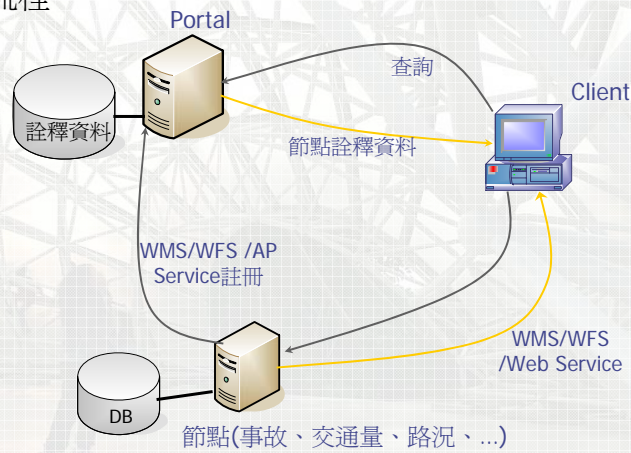 流程
Portal
查詢
Client
詮釋資料
節點詮釋資料
WMS/WFS /AP
Service註冊
WMS/WFS
/Web Service
DB
節點(事故、交通量、路況、...)